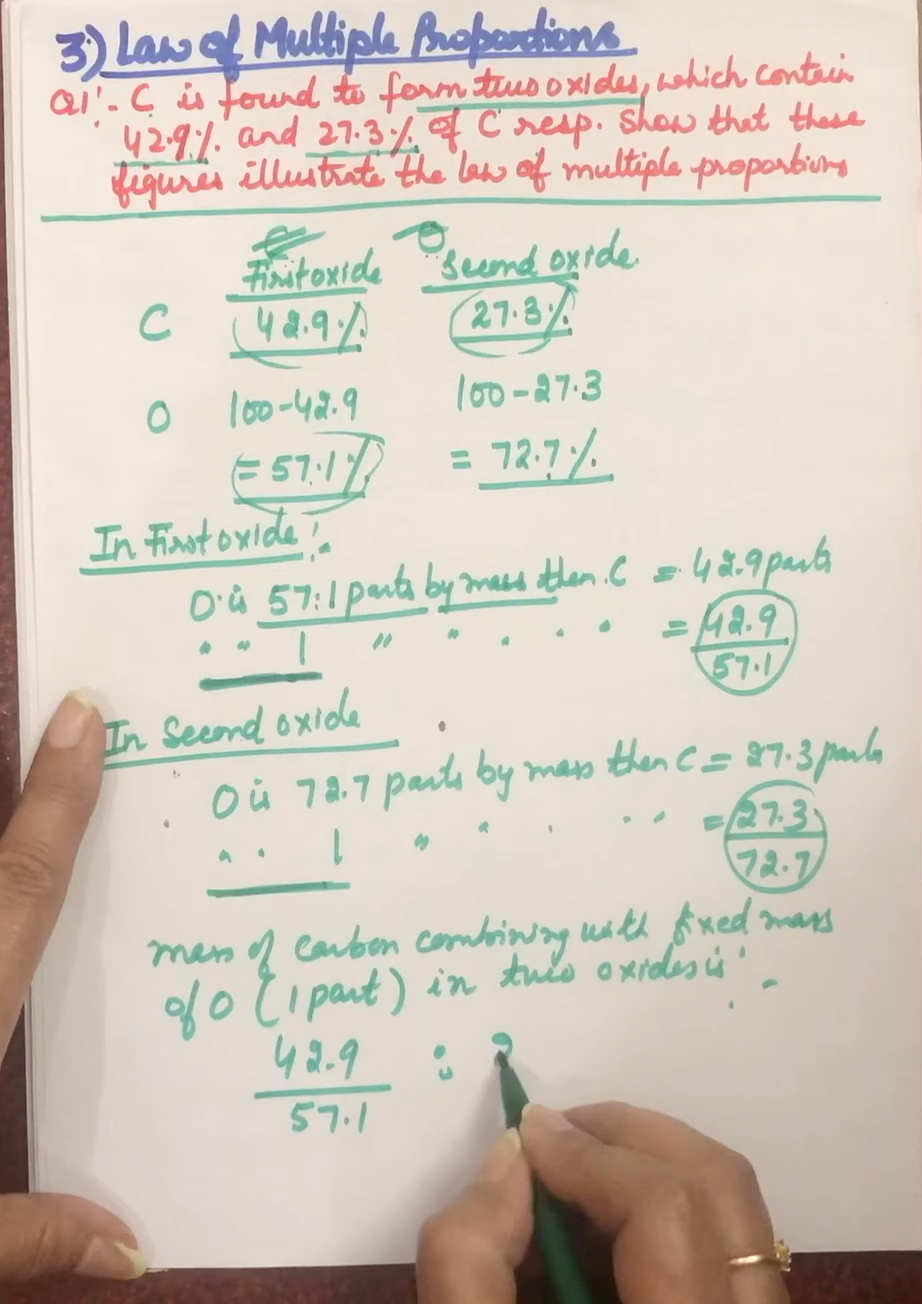 3) Law of Multiple Proportions
Q1:- C is found to form two oxides, which contain
42.9% and 27.3% of C resp. Show that these
figures illustrate the law of multiple proportions
First oxide Second oxide.
C 42.9% 27.3%
O 100-42.9 100-27.3
= 57.1% = 72.7%
In First oxide:-
O is 57.1 parts by mass then C = 42.9 parts
" " 1 " " " " " = 42.9/57.1
In Second oxide
O is 72.7 parts by mass then C = 27.3 parts
" " 1 " " " " " = 27.3/72.7
mass of carbon combining with fixed mass
of O (1 part) in two oxides is :-
42.9/57.1 :